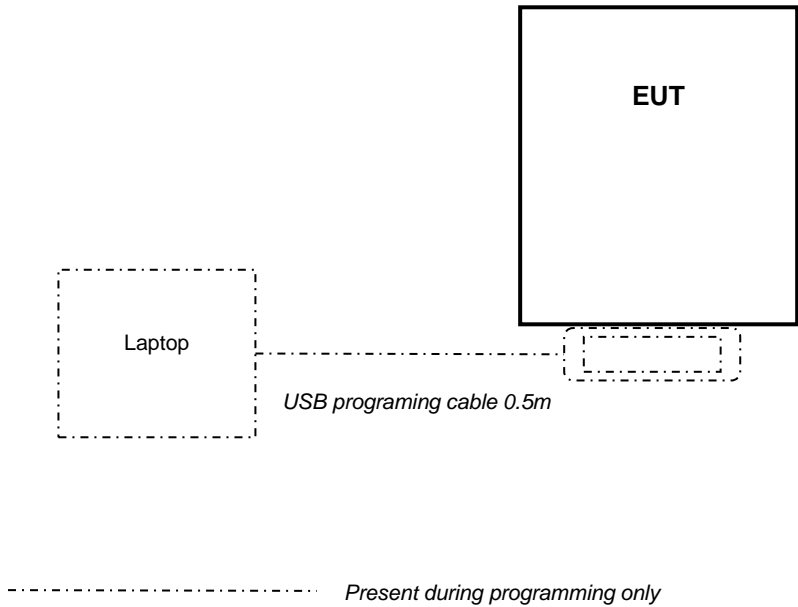 EUT
Laptop
USB programing cable 0.5m
Present during programming only